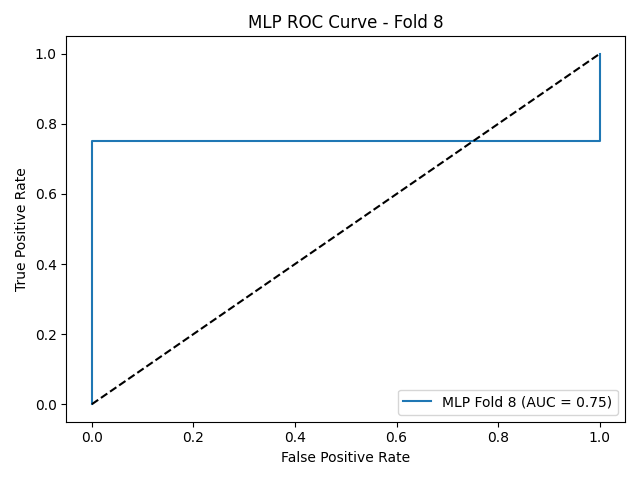 MLP ROC Curve - Fold 8
1.0
0.8
0.6
0.4
0.2
0.0
True Positive Rate
MLP Fold 8 (AUC = 0.75)
0.0 0.2 0.4 0.6 0.8 1.0
False Positive Rate